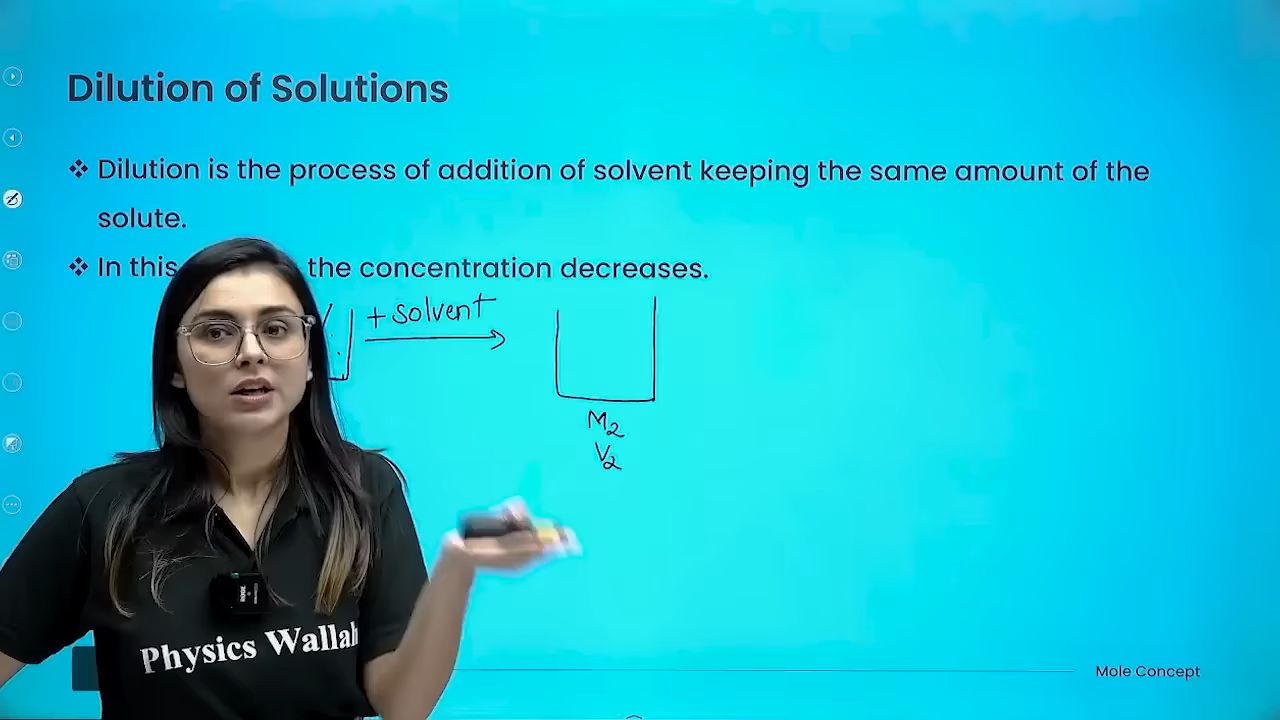 Dilution of Solutions
❖ Dilution is the process of addition of solvent keeping the same amount of the
solute.
❖ In this the concentration decreases.
+ solvent
M₂
V₂
Physics Wallah
Mole Concept